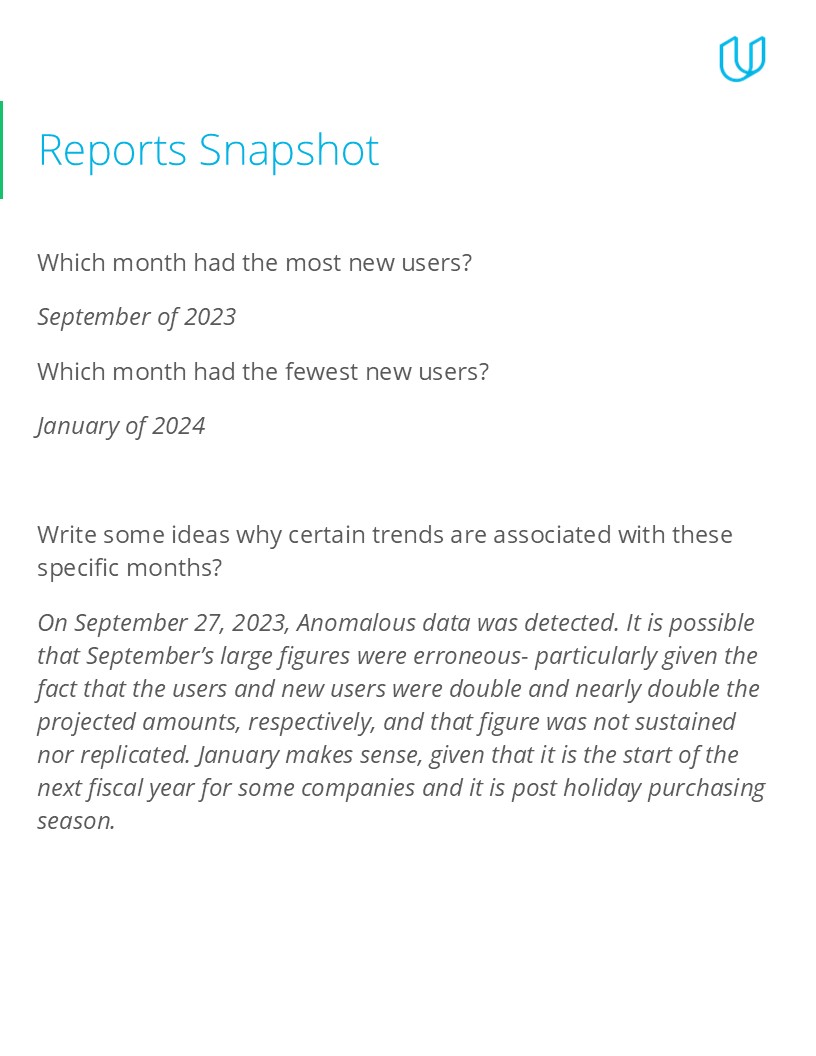 Reports Snapshot
Which month had the most new users?
September of 2023
Which month had the fewest new users?
January of 2024
Write some ideas why certain trends are associated with these
specific months?
On September 27, 2023, Anomalous data was detected. It is possible
that September’s large figures were erroneous- particularly given the
fact that the users and new users were double and nearly double the
projected amounts, respectively, and that figure was not sustained
nor replicated. January makes sense, given that it is the start of the
next fiscal year for some companies and it is post holiday purchasing
season.